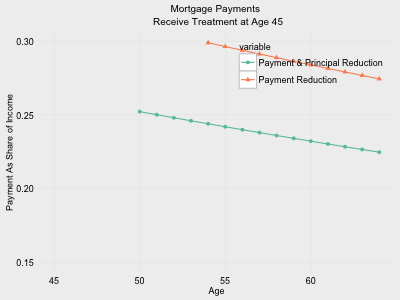 Mortgage Payments
Receive Treatment at Age 45
variable
Payment & Principal Reduction
Payment Reduction
Payment As Share of Income
0.30
0.25
0.20
0.15
45 50 55 60
Age